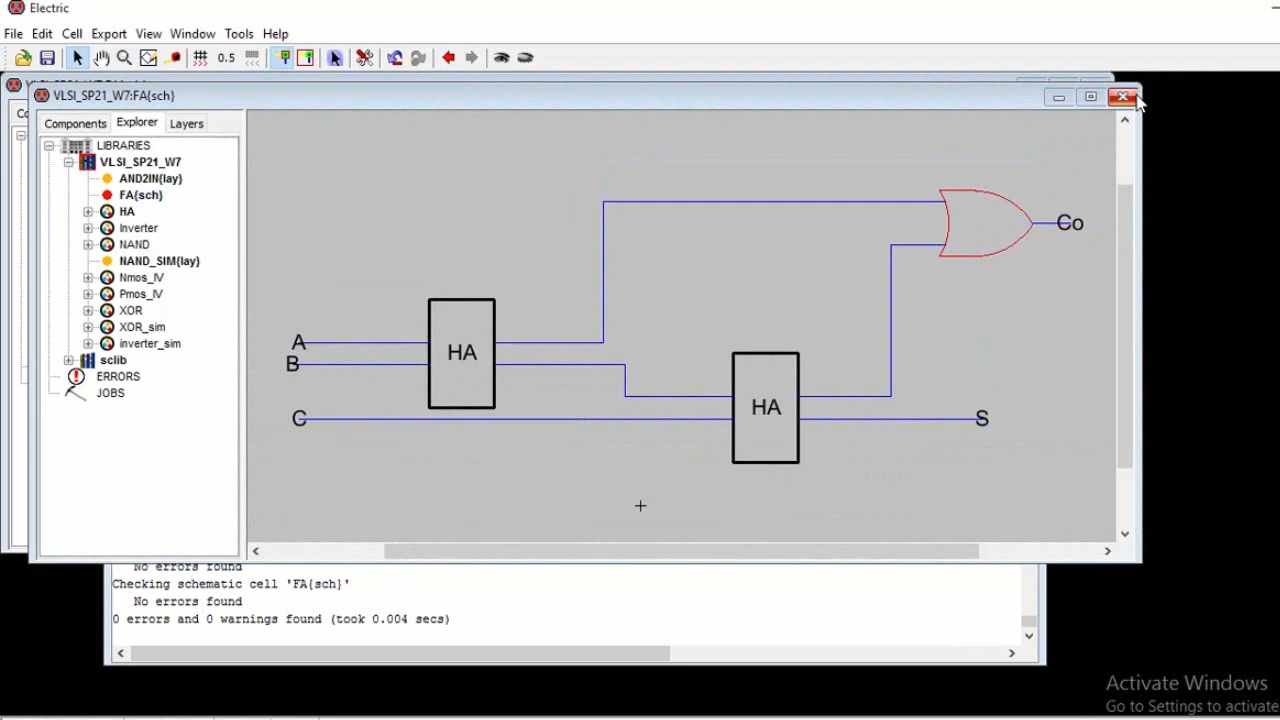 Electric
File Edit Cell Export View Window Tools Help
0.5
VLSI_SP21_W7:FA{sch}
Components Explorer Layers
LIBRARIES
VLSI_SP21_W7
AND2IN{lay}
FA{sch}
HA
Inverter
NAND
NAND_SIM{lay}
Nmos_IV
Pmos_IV
XOR
XOR_sim
inverter_sim
sclib
ERRORS
JOBS
Co
A
HA
B
HA
C
S
No errors found
Checking schematic cell 'FA{sch}'
No errors found
0 errors and 0 warnings found (took 0.004 secs)
Activate Windows
Go to Settings to activate